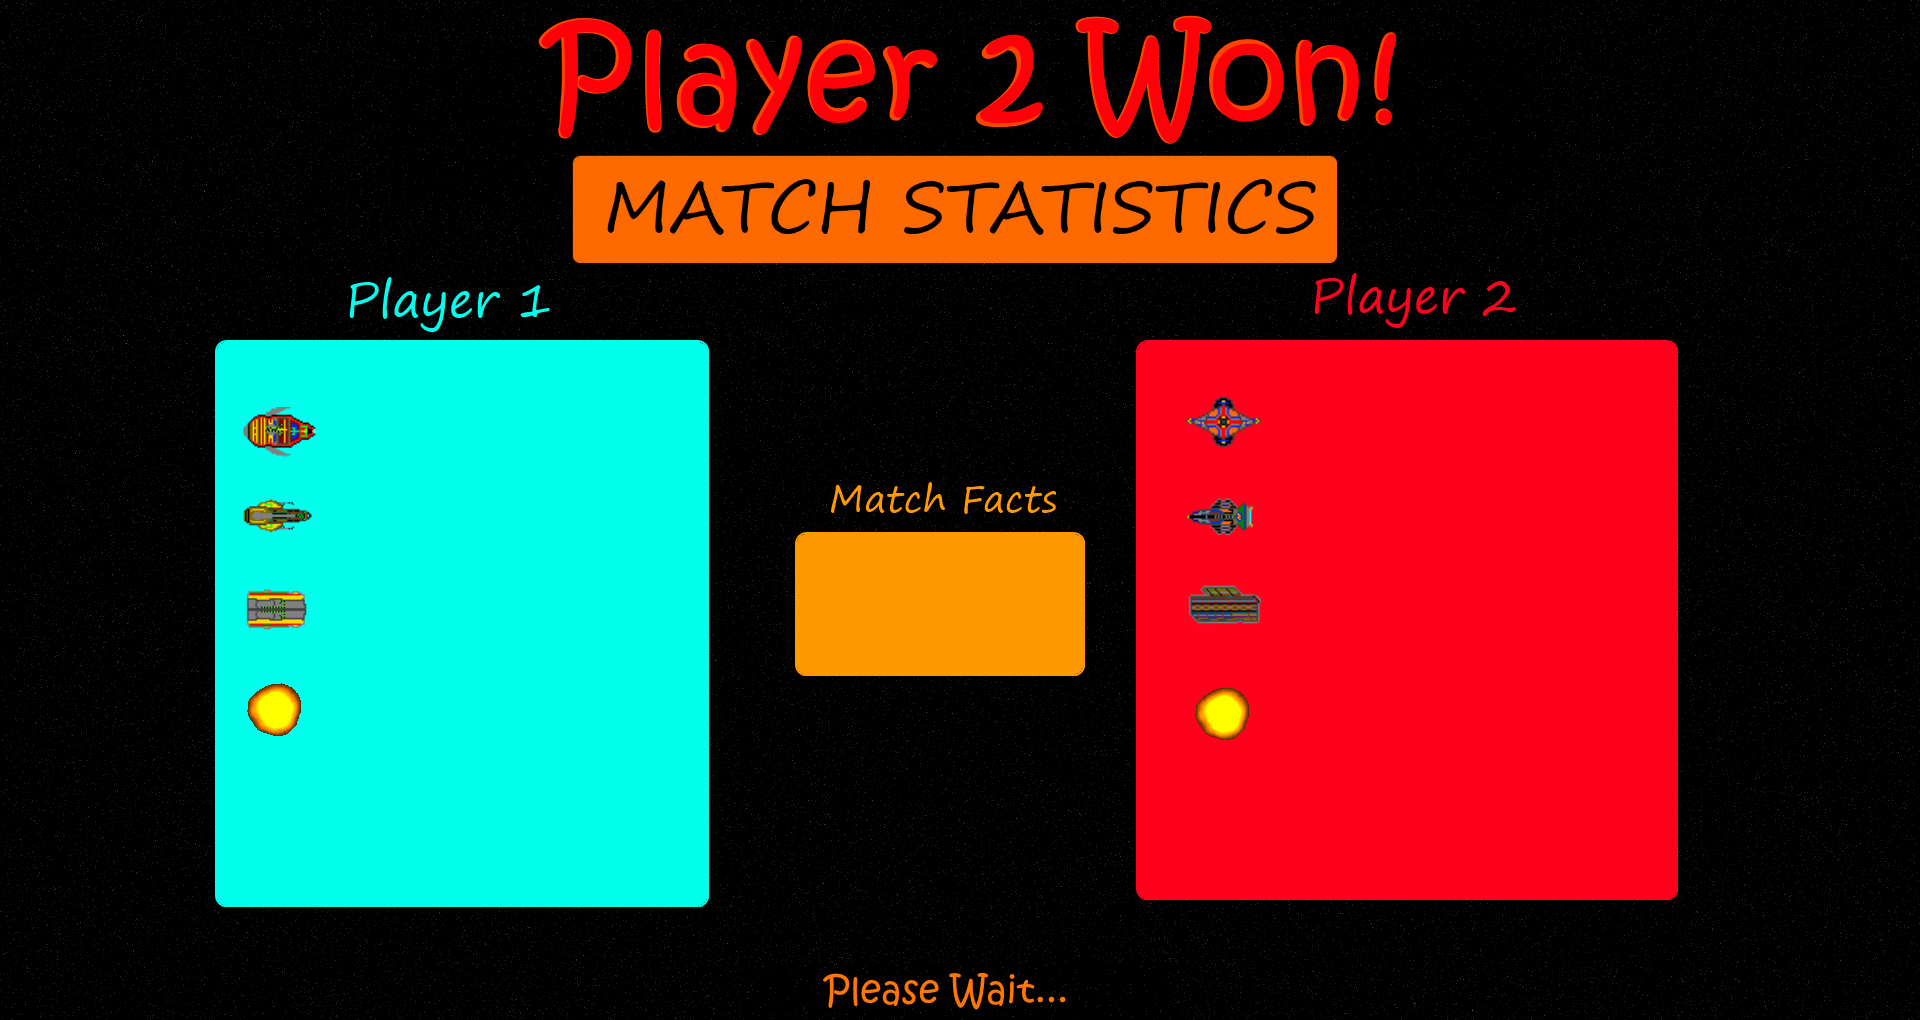 Player 2 Won!
MATCH STATISTICS
Player 1
Player 2
Match Facts
Please Wait...